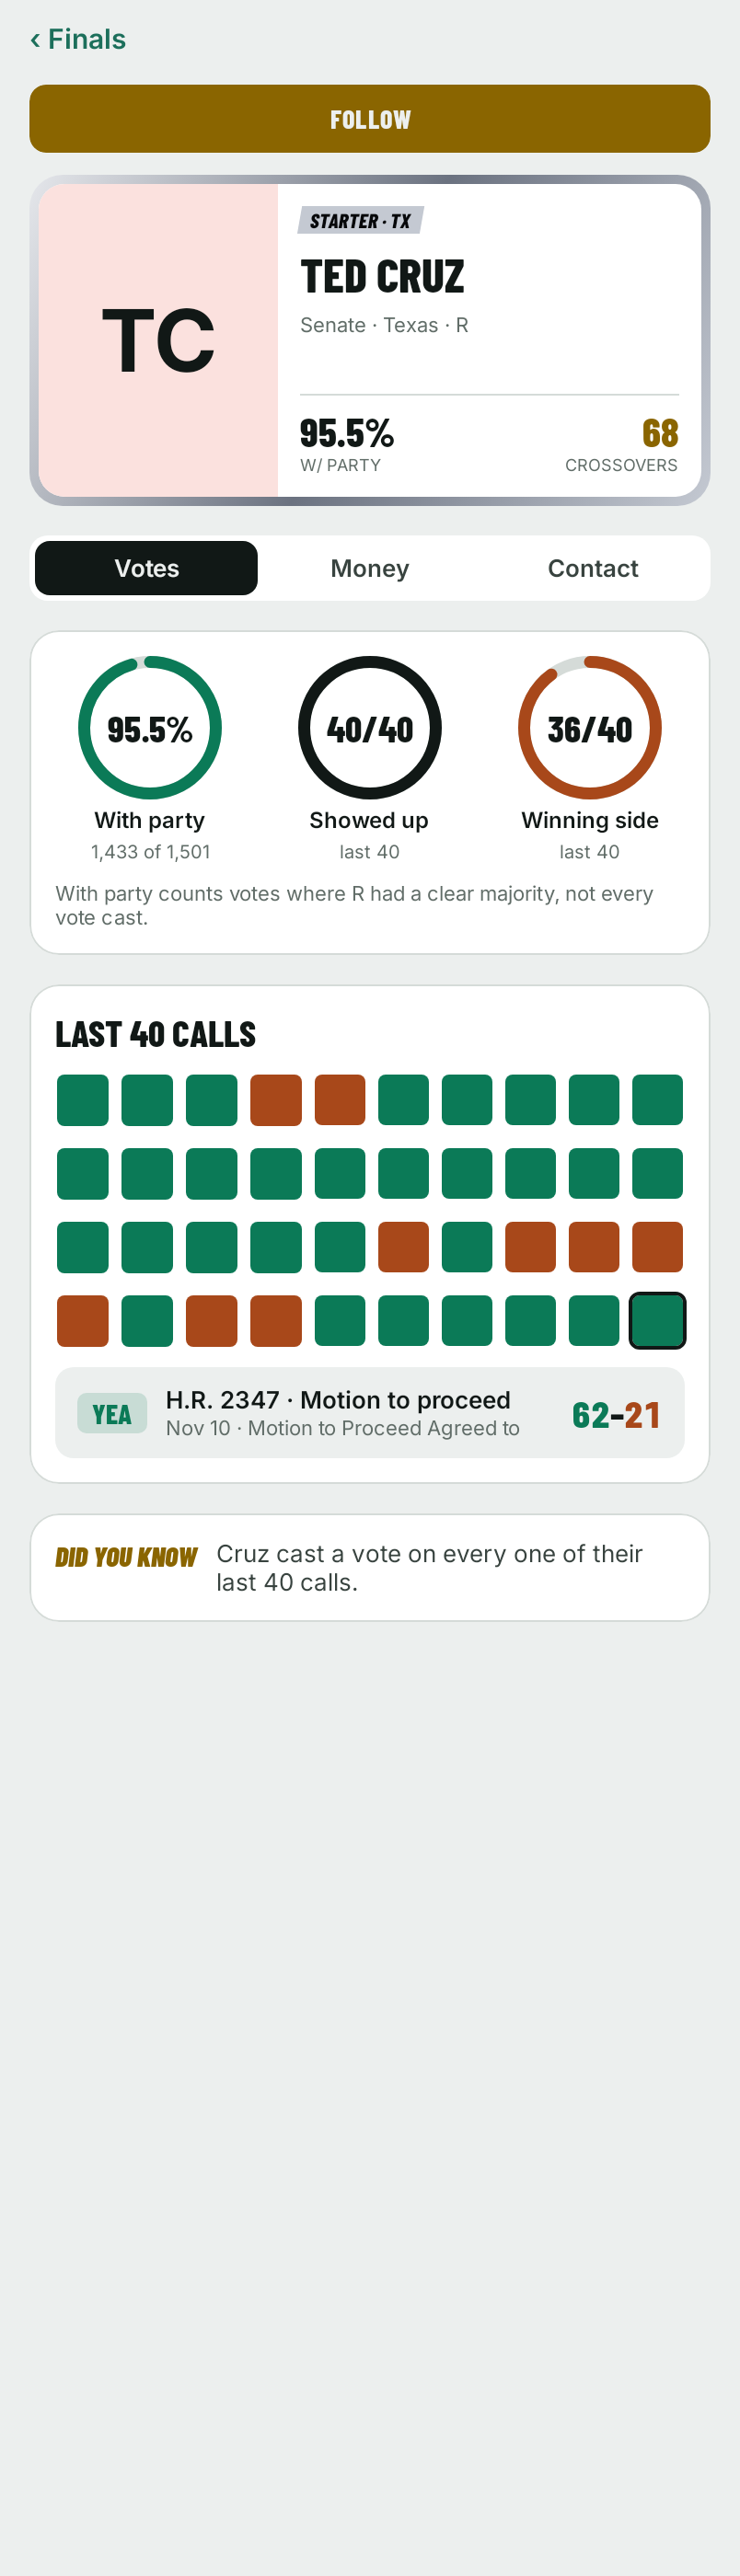 ‹ Finals
FOLLOW
TC
STARTER · TX
TED CRUZ
Senate · Texas · R
95.5%
W/ PARTY
68
CROSSOVERS
Votes
Money
Contact
95.5%
With party
1,433 of 1,501
40/40
Showed up
last 40
36/40
Winning side
last 40
With party counts votes where R had a clear majority, not every
vote cast.
LAST 40 CALLS
YEA
H.R. 2347 · Motion to proceed
Nov 10 · Motion to Proceed Agreed to
62–21
DID YOU KNOW
Cruz cast a vote on every one of their
last 40 calls.